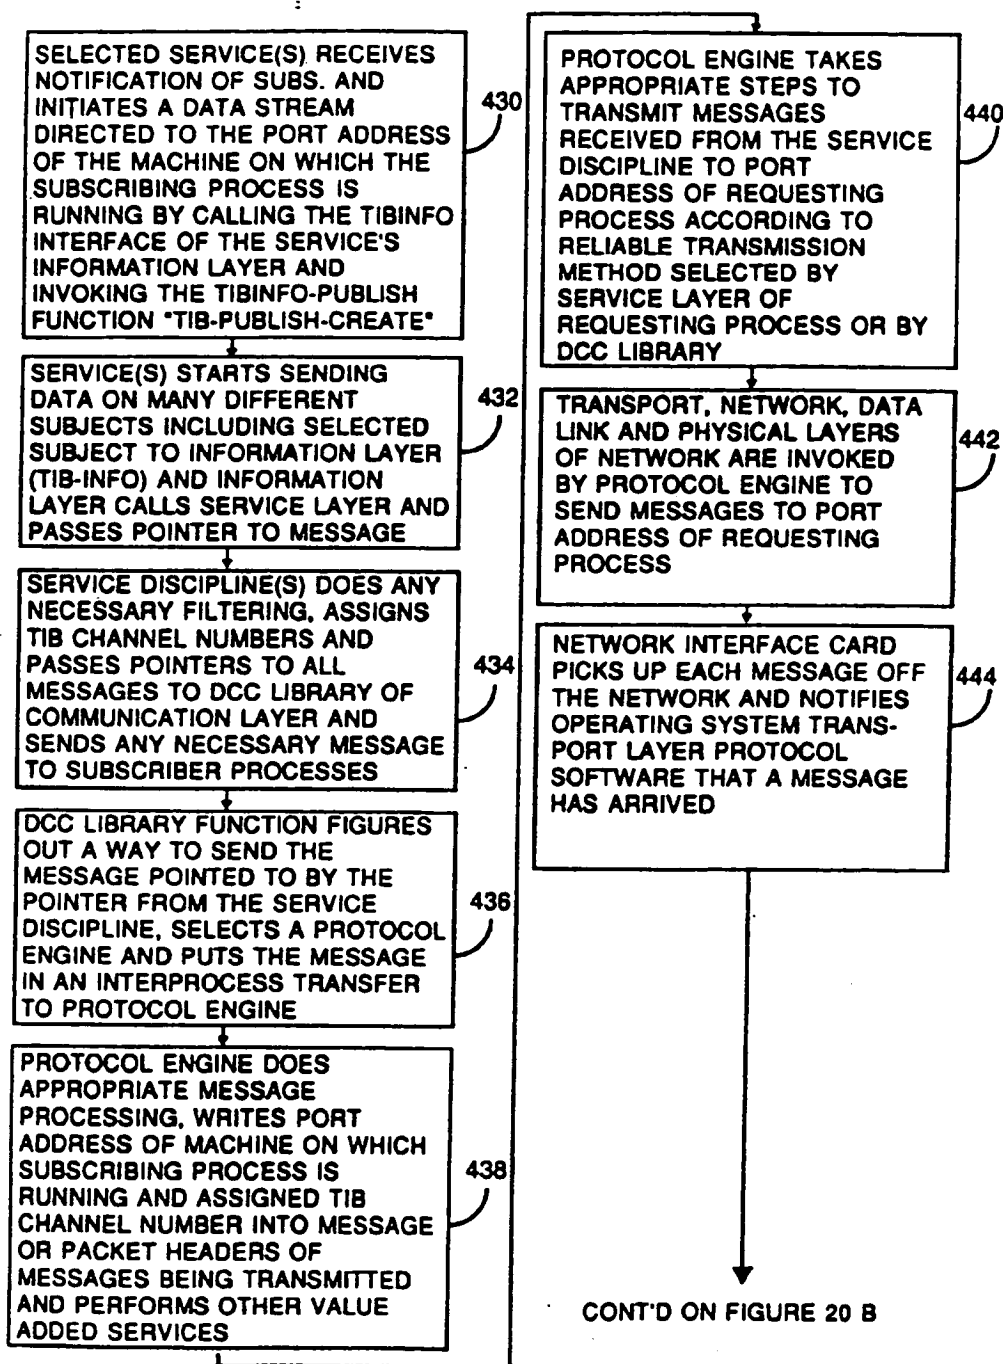 SELECTED SERVICE(S) RECEIVES
NOTIFICATION OF SUBS. AND
INITIATES A DATA STREAM
DIRECTED TO THE PORT ADDRESS
OF THE MACHINE ON WHICH THE
SUBSCRIBING PROCESS IS
RUNNING BY CALLING THE TIBINFO
INTERFACE OF THE SERVICE'S
INFORMATION LAYER AND
INVOKING THE TIBINFO-PUBLISH
FUNCTION "TIB-PUBLISH-CREATE"
430
SERVICE(S) STARTS SENDING
DATA ON MANY DIFFERENT
SUBJECTS INCLUDING SELECTED
SUBJECT TO INFORMATION LAYER
(TIB-INFO) AND INFORMATION
LAYER CALLS SERVICE LAYER AND
PASSES POINTER TO MESSAGE
432
SERVICE DISCIPLINE(S) DOES ANY
NECESSARY FILTERING, ASSIGNS
TIB CHANNEL NUMBERS AND
PASSES POINTERS TO ALL
MESSAGES TO DCC LIBRARY OF
COMMUNICATION LAYER AND
SENDS ANY NECESSARY MESSAGE
TO SUBSCRIBER PROCESSES
434
DCC LIBRARY FUNCTION FIGURES
OUT A WAY TO SEND THE
MESSAGE POINTED TO BY THE
POINTER FROM THE SERVICE
DISCIPLINE, SELECTS A PROTOCOL
ENGINE AND PUTS THE MESSAGE
IN AN INTERPROCESS TRANSFER
TO PROTOCOL ENGINE
436
PROTOCOL ENGINE DOES
APPROPRIATE MESSAGE
PROCESSING, WRITES PORT
ADDRESS OF MACHINE ON WHICH
SUBSCRIBING PROCESS IS
RUNNING AND ASSIGNED TIB
CHANNEL NUMBER INTO MESSAGE
OR PACKET HEADERS OF
MESSAGES BEING TRANSMITTED
AND PERFORMS OTHER VALUE
ADDED SERVICES
438
PROTOCOL ENGINE TAKES
APPROPRIATE STEPS TO
TRANSMIT MESSAGES
RECEIVED FROM THE SERVICE
DISCIPLINE TO PORT
ADDRESS OF REQUESTING
PROCESS ACCORDING TO
RELIABLE TRANSMISSION
METHOD SELECTED BY
SERVICE LAYER OF
REQUESTING PROCESS OR BY
DCC LIBRARY
440
TRANSPORT, NETWORK, DATA
LINK AND PHYSICAL LAYERS
OF NETWORK ARE INVOKED
BY PROTOCOL ENGINE TO
SEND MESSAGES TO PORT
ADDRESS OF REQUESTING
PROCESS
442
NETWORK INTERFACE CARD
PICKS UP EACH MESSAGE OFF
THE NETWORK AND NOTIFIES
OPERATING SYSTEM TRANS-
PORT LAYER PROTOCOL
SOFTWARE THAT A MESSAGE
HAS ARRIVED
444
CONT'D ON FIGURE 20 B